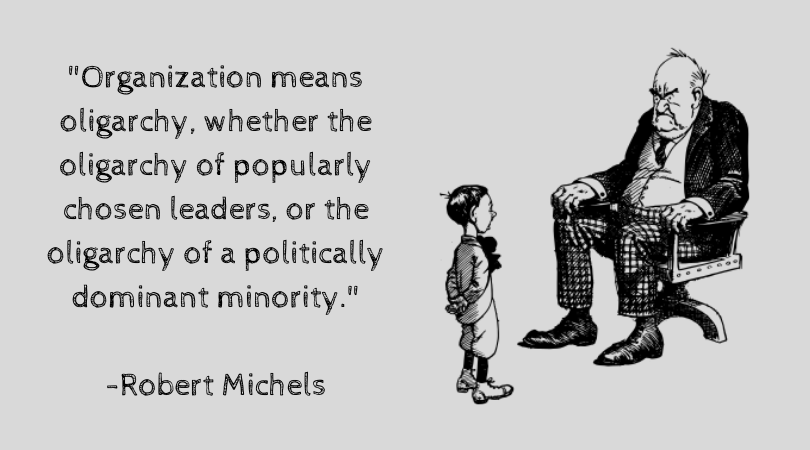 "Organization means
oligarchy, whether the
oligarchy of popularly
chosen leaders, or the
oligarchy of a politically
dominant minority."
-Robert Michels